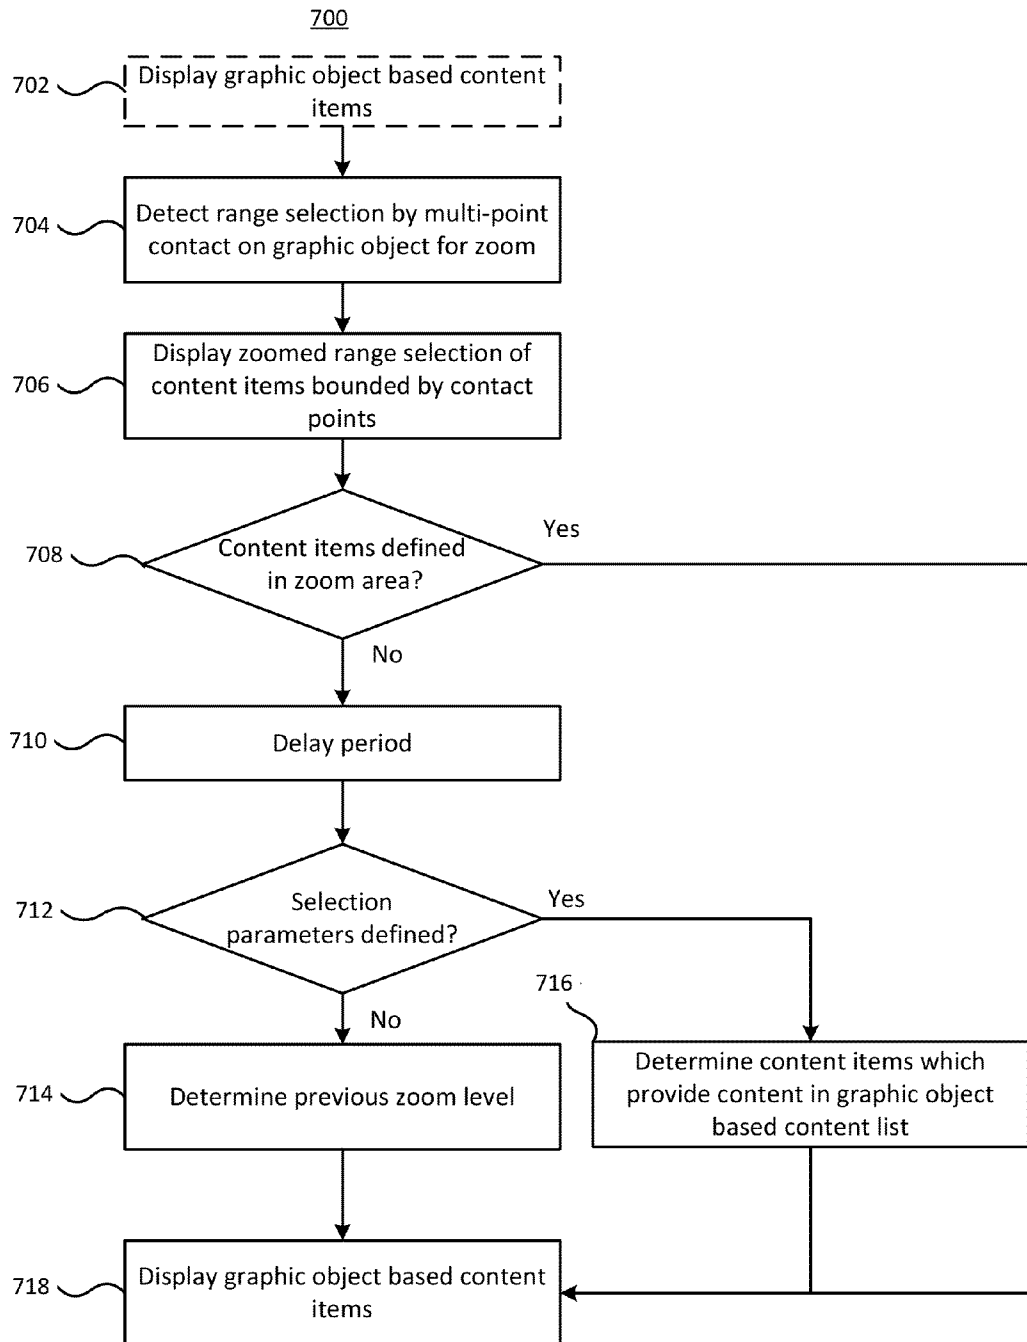 700
702
Display graphic object based content
items
704
Detect range selection by multi-point
contact on graphic object for zoom
706
Display zoomed range selection of
content items bounded by contact
points
708
Content items defined
in zoom area?
Yes
No
710
Delay period
712
Selection
parameters defined?
Yes
No
714
Determine previous zoom level
716
Determine content items which
provide content in graphic object
based content list
718
Display graphic object based content
items